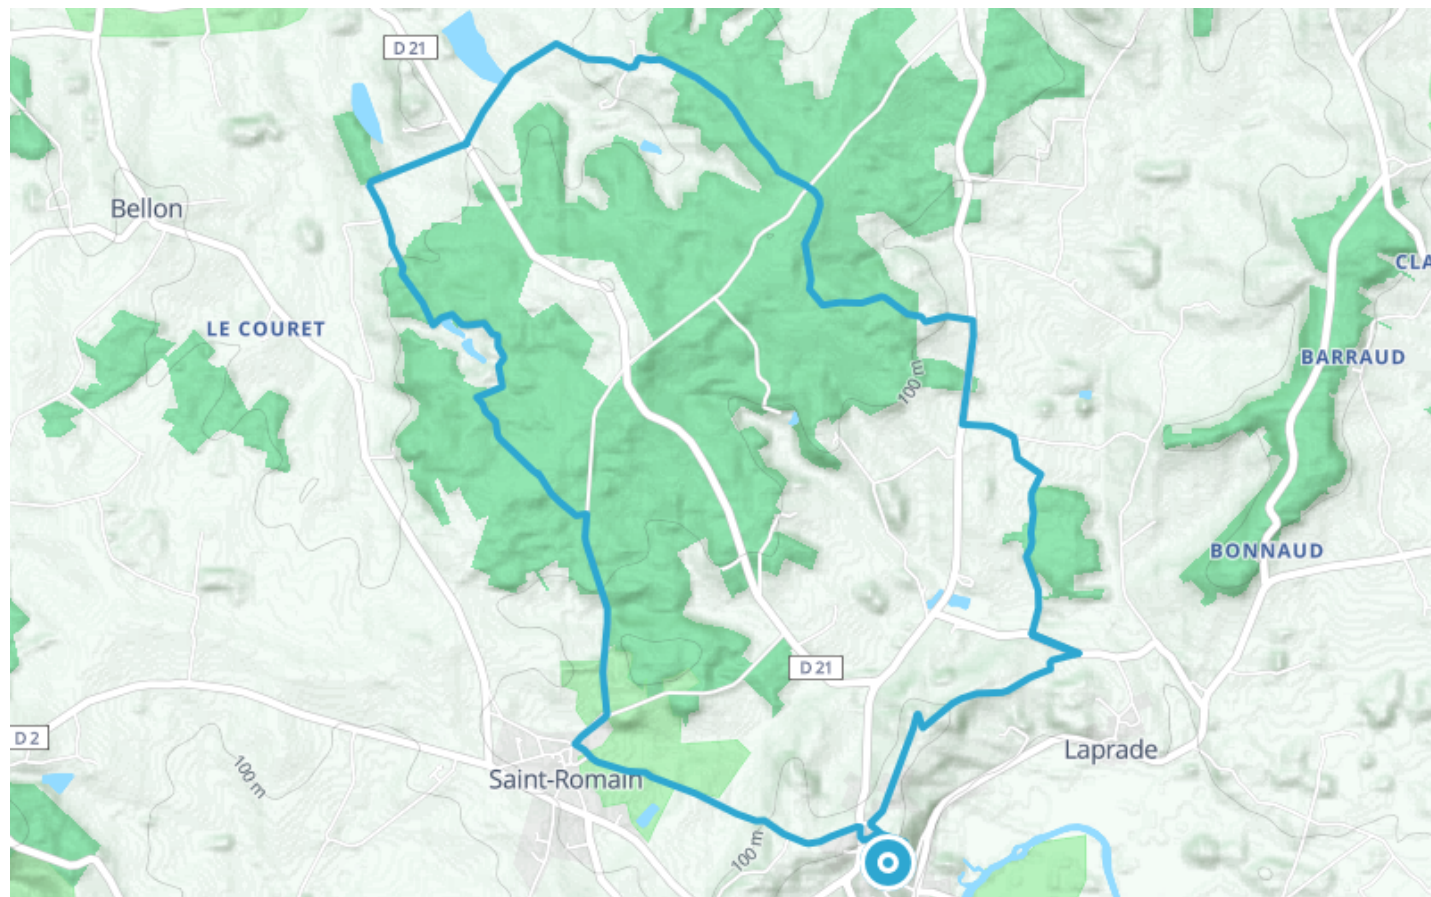 D 21
Bellon
CLA
LE COURET
BARRAUD
100 m
BONNAUD
D 21
D 2
Laprade
Saint-Romain
100 m
100 m